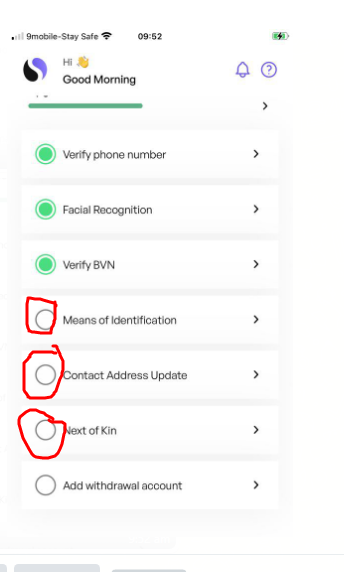 9mobile-Stay Safe 09:52
Hi 👋
Good Morning
Verify phone number
Facial Recognition
Verify BVN
Means of Identification
Contact Address Update
Next of Kin
Add withdrawal account